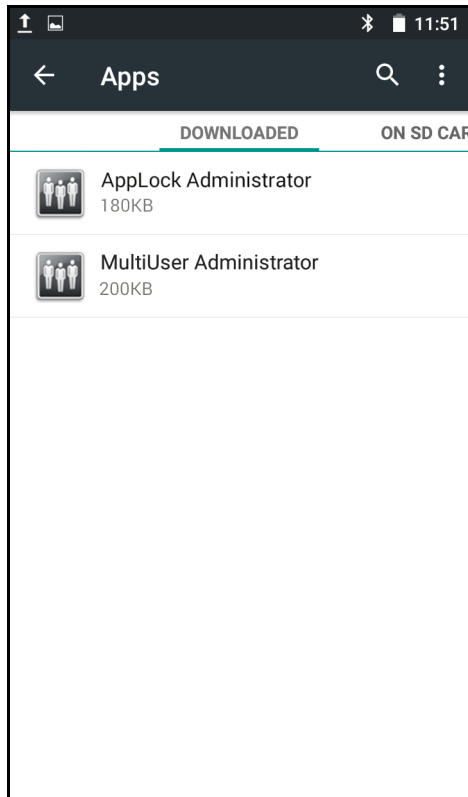 11:51
Apps
DOWNLOADED ON SD CAR
AppLock Administrator
180KB
MultiUser Administrator
200KB